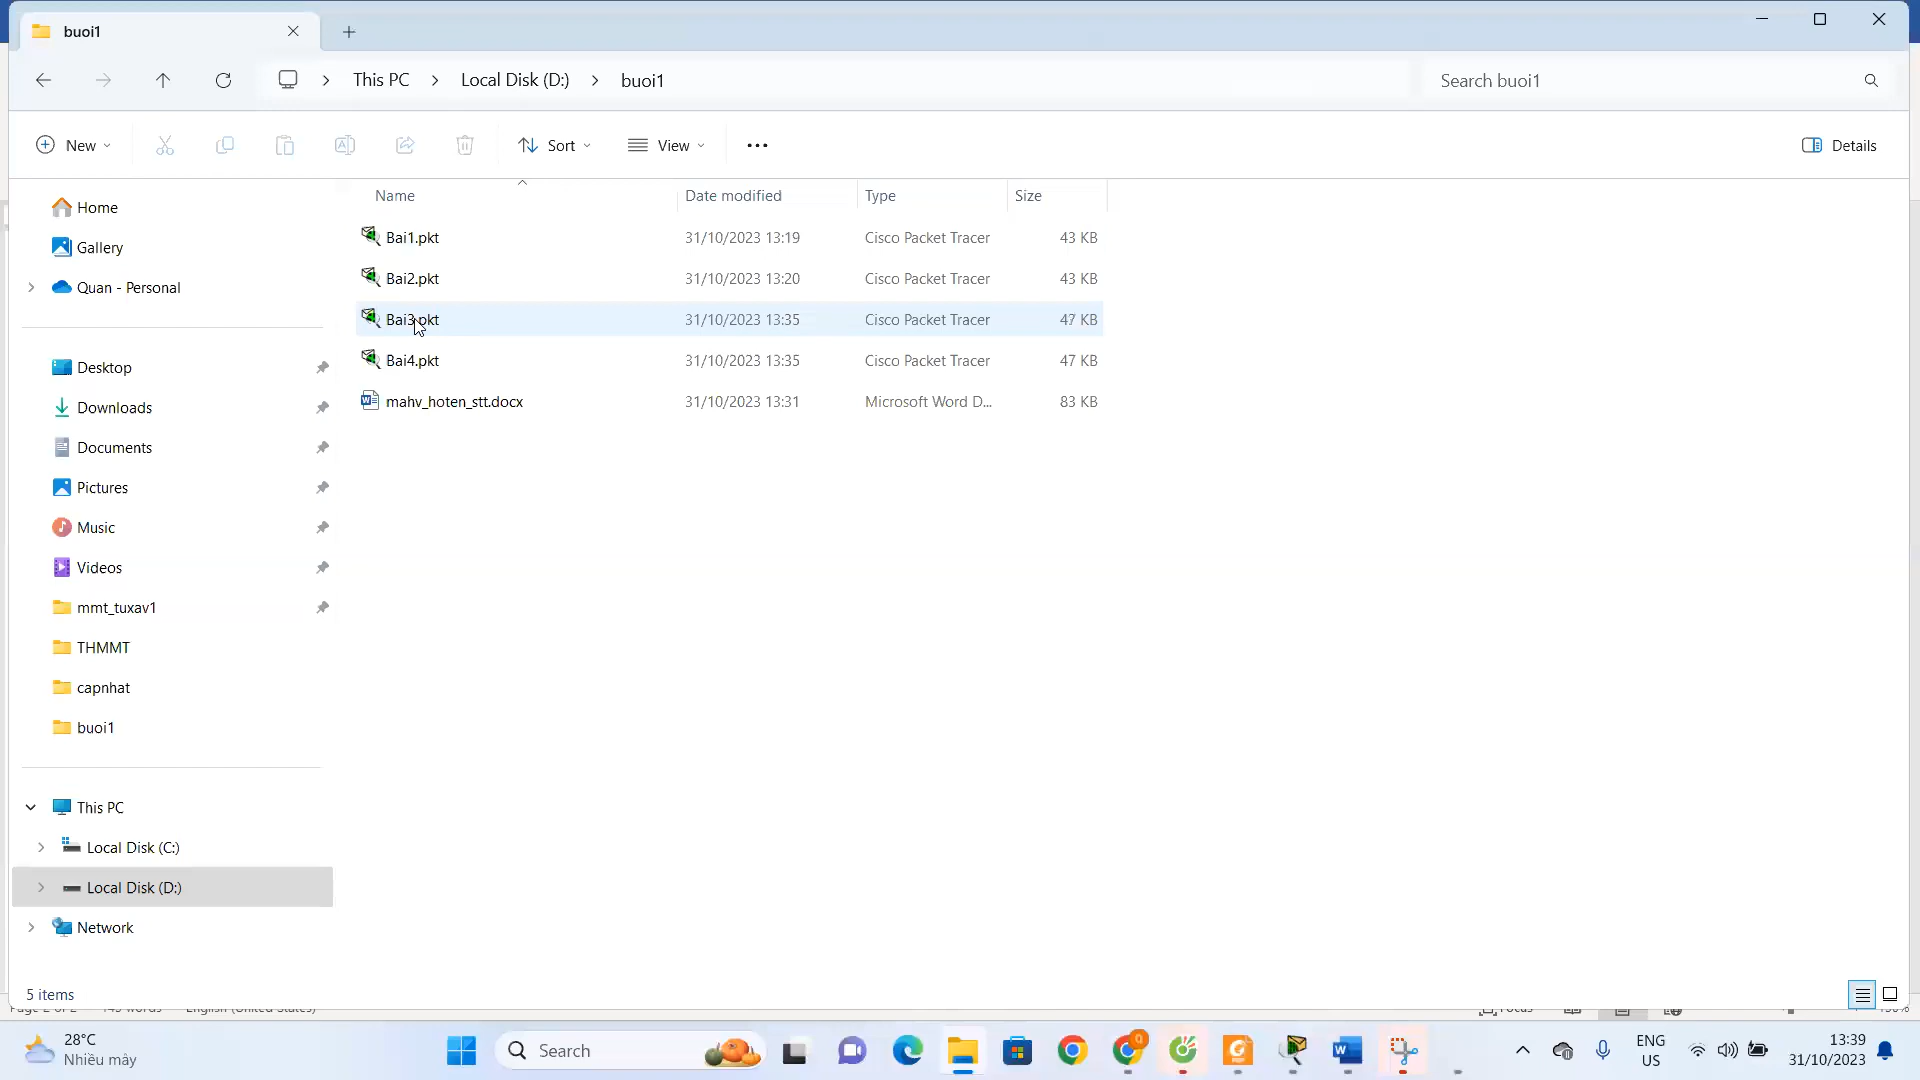 buoi1
This PC
Local Disk (D:)
buoi1
Search buoi1
New
Sort
View
Details
Name Date modified Type Size
Bai1.pkt 31/10/2023 13:19 Cisco Packet Tracer 43 KB
Bai2.pkt 31/10/2023 13:20 Cisco Packet Tracer 43 KB
Bai3.pkt 31/10/2023 13:35 Cisco Packet Tracer 47 KB
Bai4.pkt 31/10/2023 13:35 Cisco Packet Tracer 47 KB
mahv_hoten_stt.docx 31/10/2023 13:31 Microsoft Word D... 83 KB
Home
Gallery
Quan - Personal
Desktop
Downloads
Documents
Pictures
Music
Videos
mmt_tuxav1
THMMT
capnhat
buoi1
This PC
Local Disk (C:)
Local Disk (D:)
Network
5 items
28°C
Nhiều mây
Search
ENG
US
13:39
31/10/2023